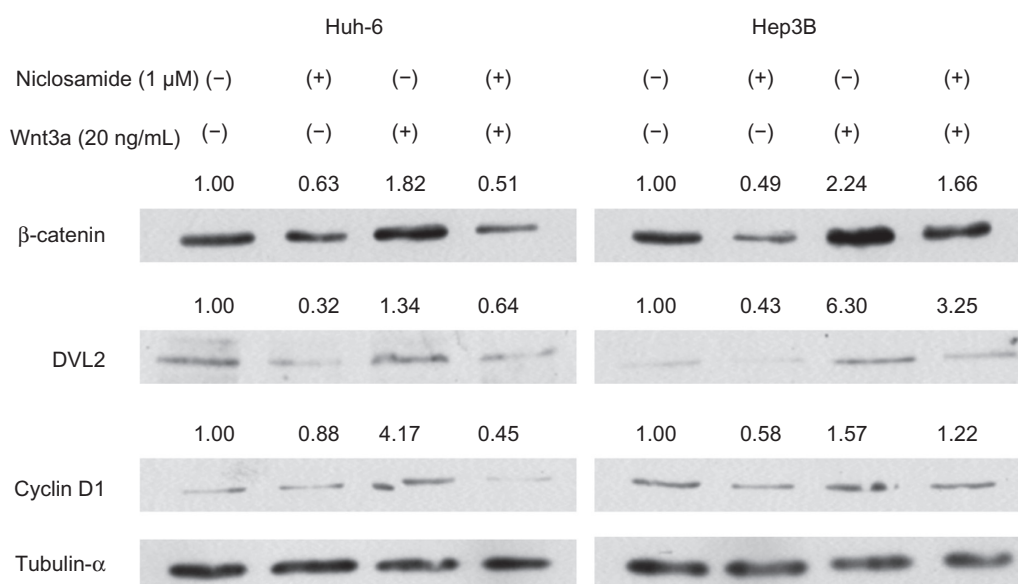 Huh-6 Hep3B
Niclosamide (1 µM) (−) (+) (−) (+) (−) (+) (−) (+)
Wnt3a (20 ng/mL) (−) (−) (+) (+) (−) (−) (+) (+)
1.00 0.63 1.82 0.51 1.00 0.49 2.24 1.66
β-catenin
1.00 0.32 1.34 0.64 1.00 0.43 6.30 3.25
DVL2
1.00 0.88 4.17 0.45 1.00 0.58 1.57 1.22
Cyclin D1
Tubulin-α